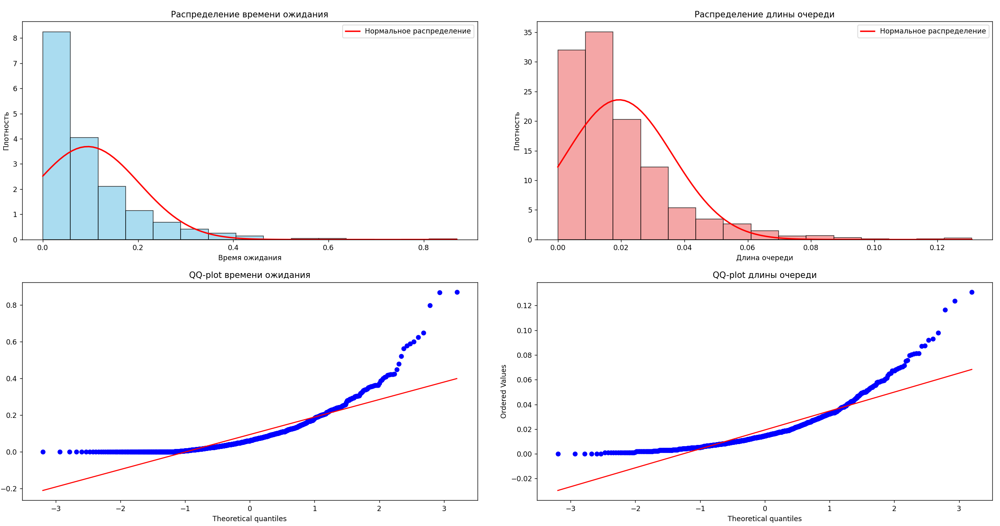 Распределение времени ожидания
Нормальное распределение
Плотность
8
7
6
5
4
3
2
1
0
0.0 0.2 0.4 0.6 0.8
Время ожидания
Распределение длины очереди
Нормальное распределение
Плотность
35
30
25
20
15
10
5
0
0.00 0.02 0.04 0.06 0.08 0.10 0.12
Длина очереди
QQ-plot времени ожидания
0.8
0.6
0.4
0.2
0.0
−0.2
−3 −2 −1 0 1 2 3
Theoretical quantiles
QQ-plot длины очереди
Ordered Values
0.12
0.10
0.08
0.06
0.04
0.02
0.00
−0.02
−3 −2 −1 0 1 2 3
Theoretical quantiles